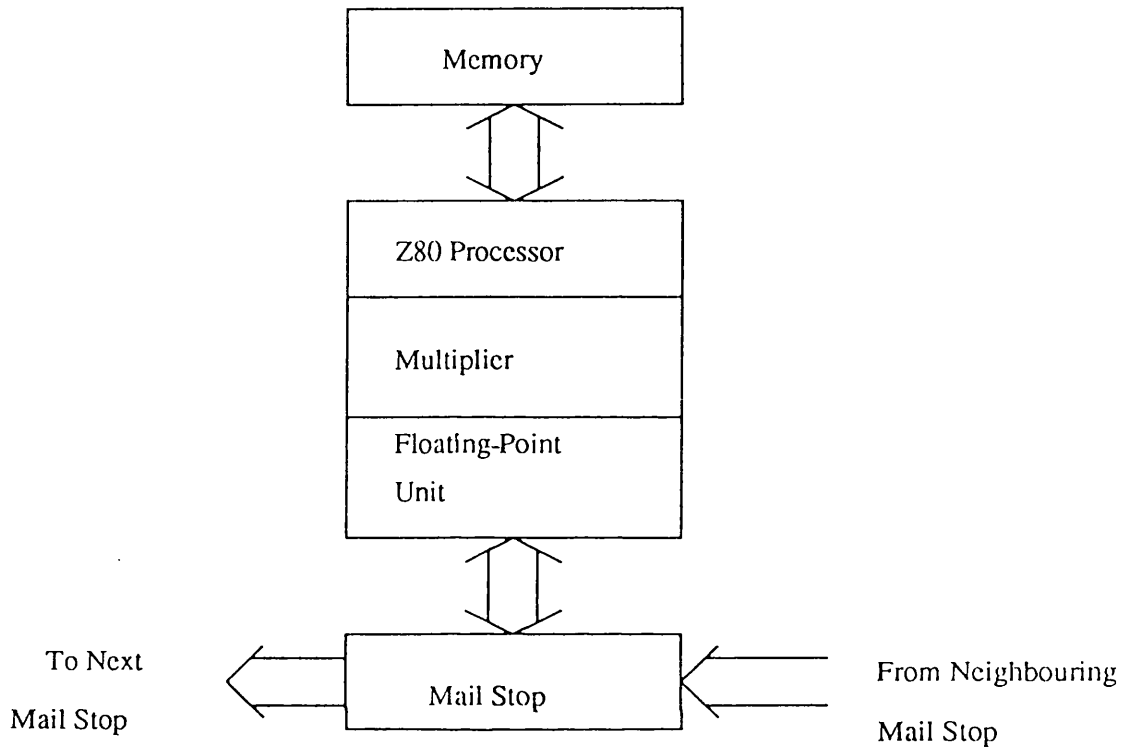 Memory
Z80 Processor
Multiplier
Floating-Point
Unit
To Next
Mail Stop
Mail Stop
From Neighbouring
Mail Stop